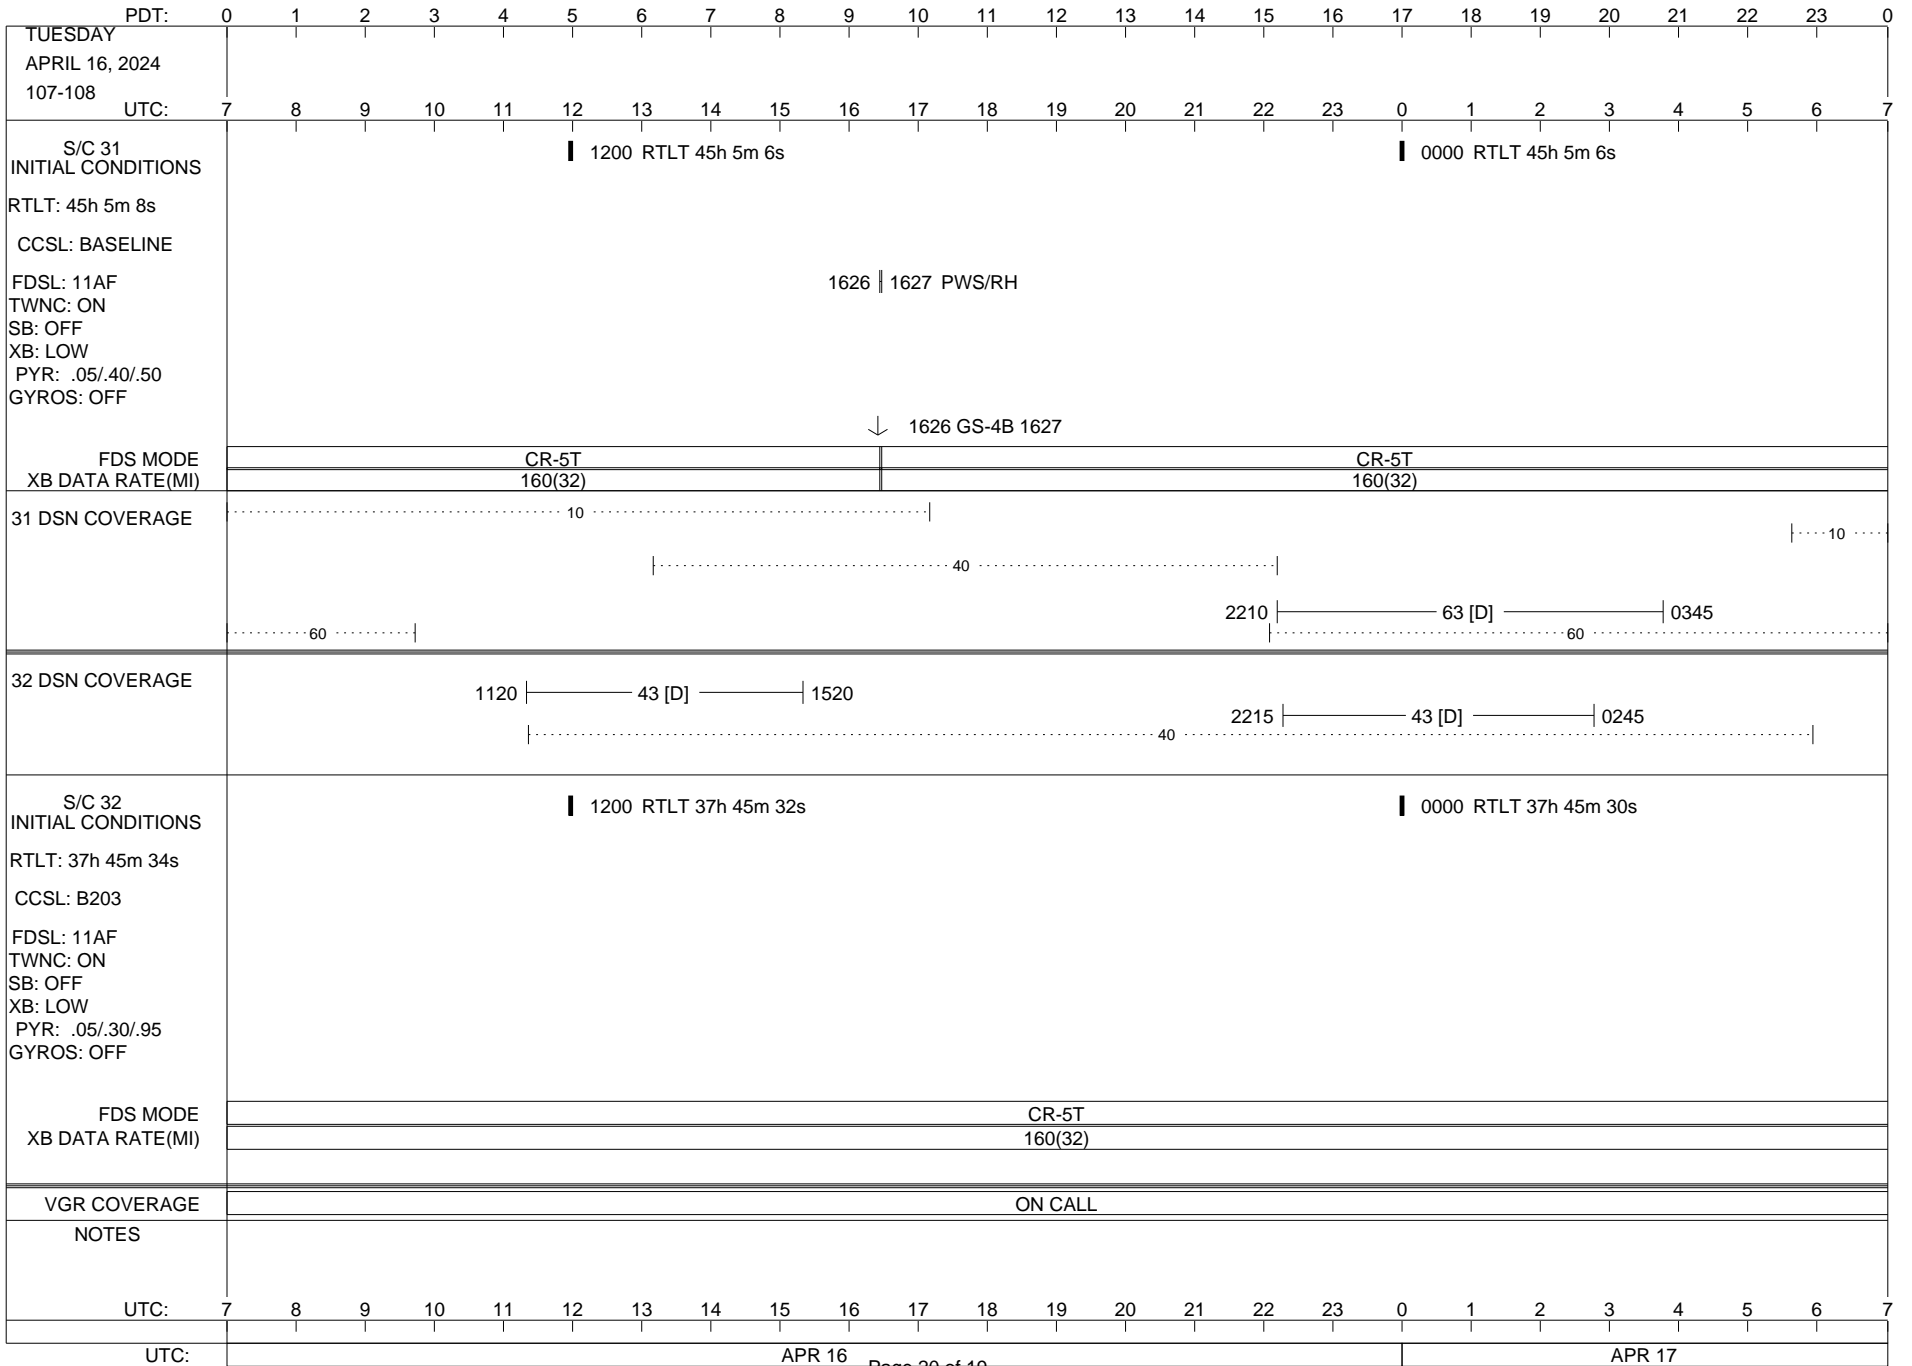 PDT: 0 1 2 3 4 5 6 7 8 9 10 11 12 13 14 15 16 17 18 19 20 21 22 23 0
TUESDAY
APRIL 16, 2024
107-108
UTC: 7 8 9 10 11 12 13 14 15 16 17 18 19 20 21 22 23 0 1 2 3 4 5 6 7
S/C 31
INITIAL CONDITIONS
1200 RTLT 45h 5m 6s
0000 RTLT 45h 5m 6s
RTLT: 45h 5m 8s
CCSL: BASELINE
FDSL: 11AF
1626 1627 PWS/RH
TWNC: ON
SB: OFF
XB: LOW
PYR: .05/.40/.50
GYROS: OFF
1626 GS-4B 1627
FDS MODE CR-5T CR-5T
XB DATA RATE(MI) 160(32) 160(32)
31 DSN COVERAGE
10
10
40
2210 63 [D] 0345
60 60
32 DSN COVERAGE
1120 43 [D] 1520
2215 43 [D] 0245
40
S/C 32
INITIAL CONDITIONS
1200 RTLT 37h 45m 32s
0000 RTLT 37h 45m 30s
RTLT: 37h 45m 34s
CCSL: B203
FDSL: 11AF
TWNC: ON
SB: OFF
XB: LOW
PYR: .05/.30/.95
GYROS: OFF
FDS MODE CR-5T
XB DATA RATE(MI) 160(32)
VGR COVERAGE ON CALL
NOTES
UTC: 7 8 9 10 11 12 13 14 15 16 17 18 19 20 21 22 23 0 1 2 3 4 5 6 7
UTC: APR 16 APR 17
Page 20 of 19